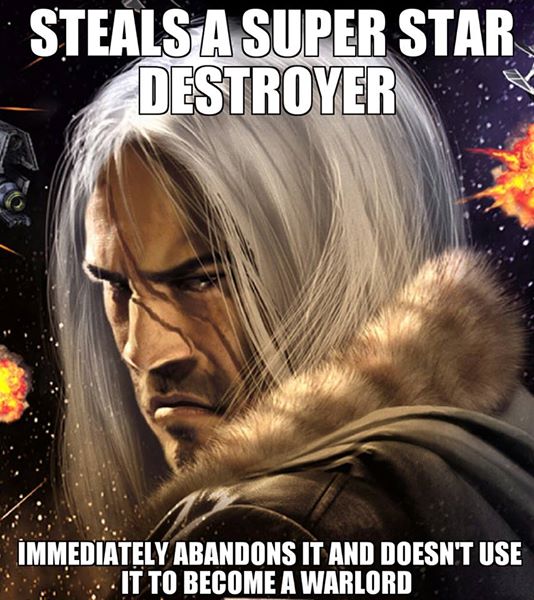 STEALS A SUPER STAR
DESTROYER
IMMEDIATELY ABANDONS IT AND DOESN'T USE
IT TO BECOME A WARLORD